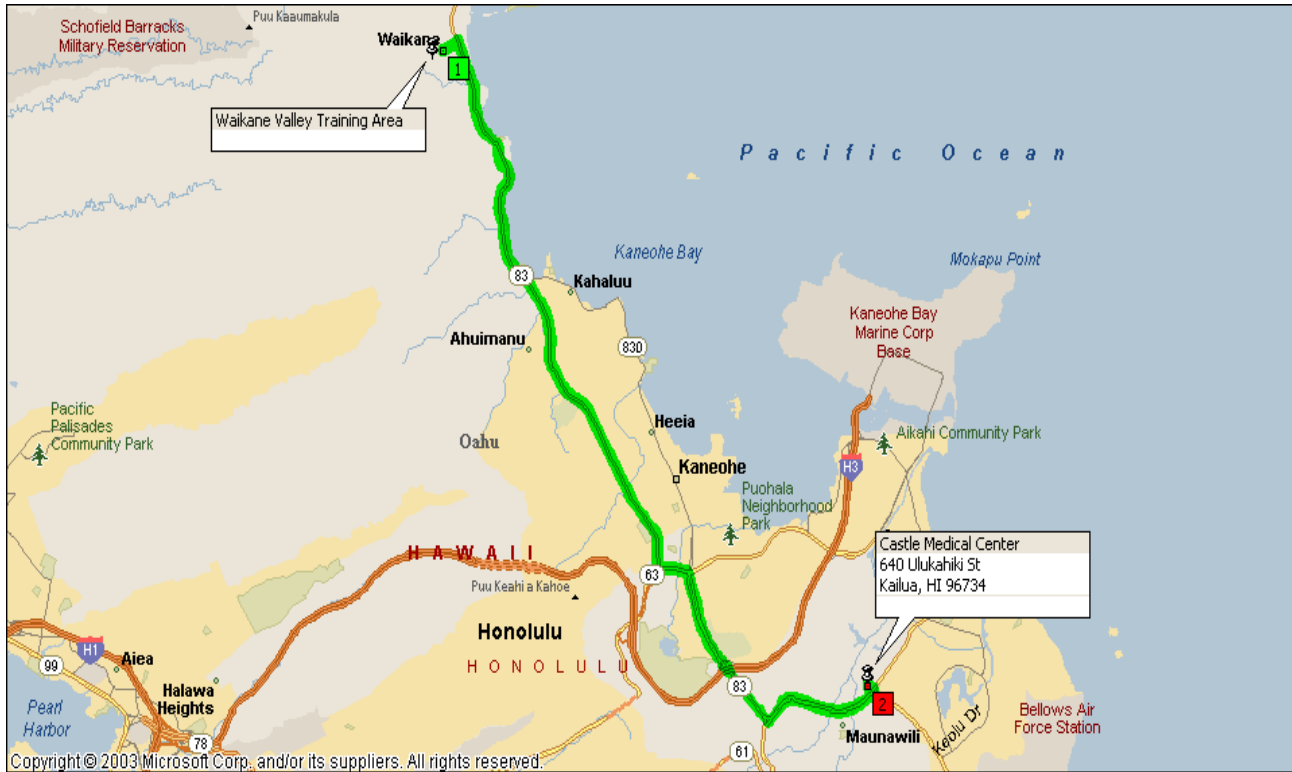 Puu Kaaumakula
Schofield Barracks
Military Reservation
Waikane
1
Waikane Valley Training Area
Pacific Ocean
Kaneohe Bay
Mokapu Point
83
Kahaluu
Kaneohe Bay
Marine Corp
Base
Ahuimanu
830
Pacific
Palisades
Community Park
Oahu
Heeia
Aikahi Community Park
Kaneohe
H3
Puohala
Neighborhood
Park
Castle Medical Center
640 Ulukahiki St
Kailua, HI 96734
HAWAII
63
Puu Keahi a Kahoe
Honolulu
HONOLULU
H1
99
Aiea
Halawa
Heights
83
2
Pearl
Harbor
Maunawili
Keolu Dr
Bellows Air
Force Station
78
61
Copyright © 2003 Microsoft Corp. and/or its suppliers. All rights reserved.